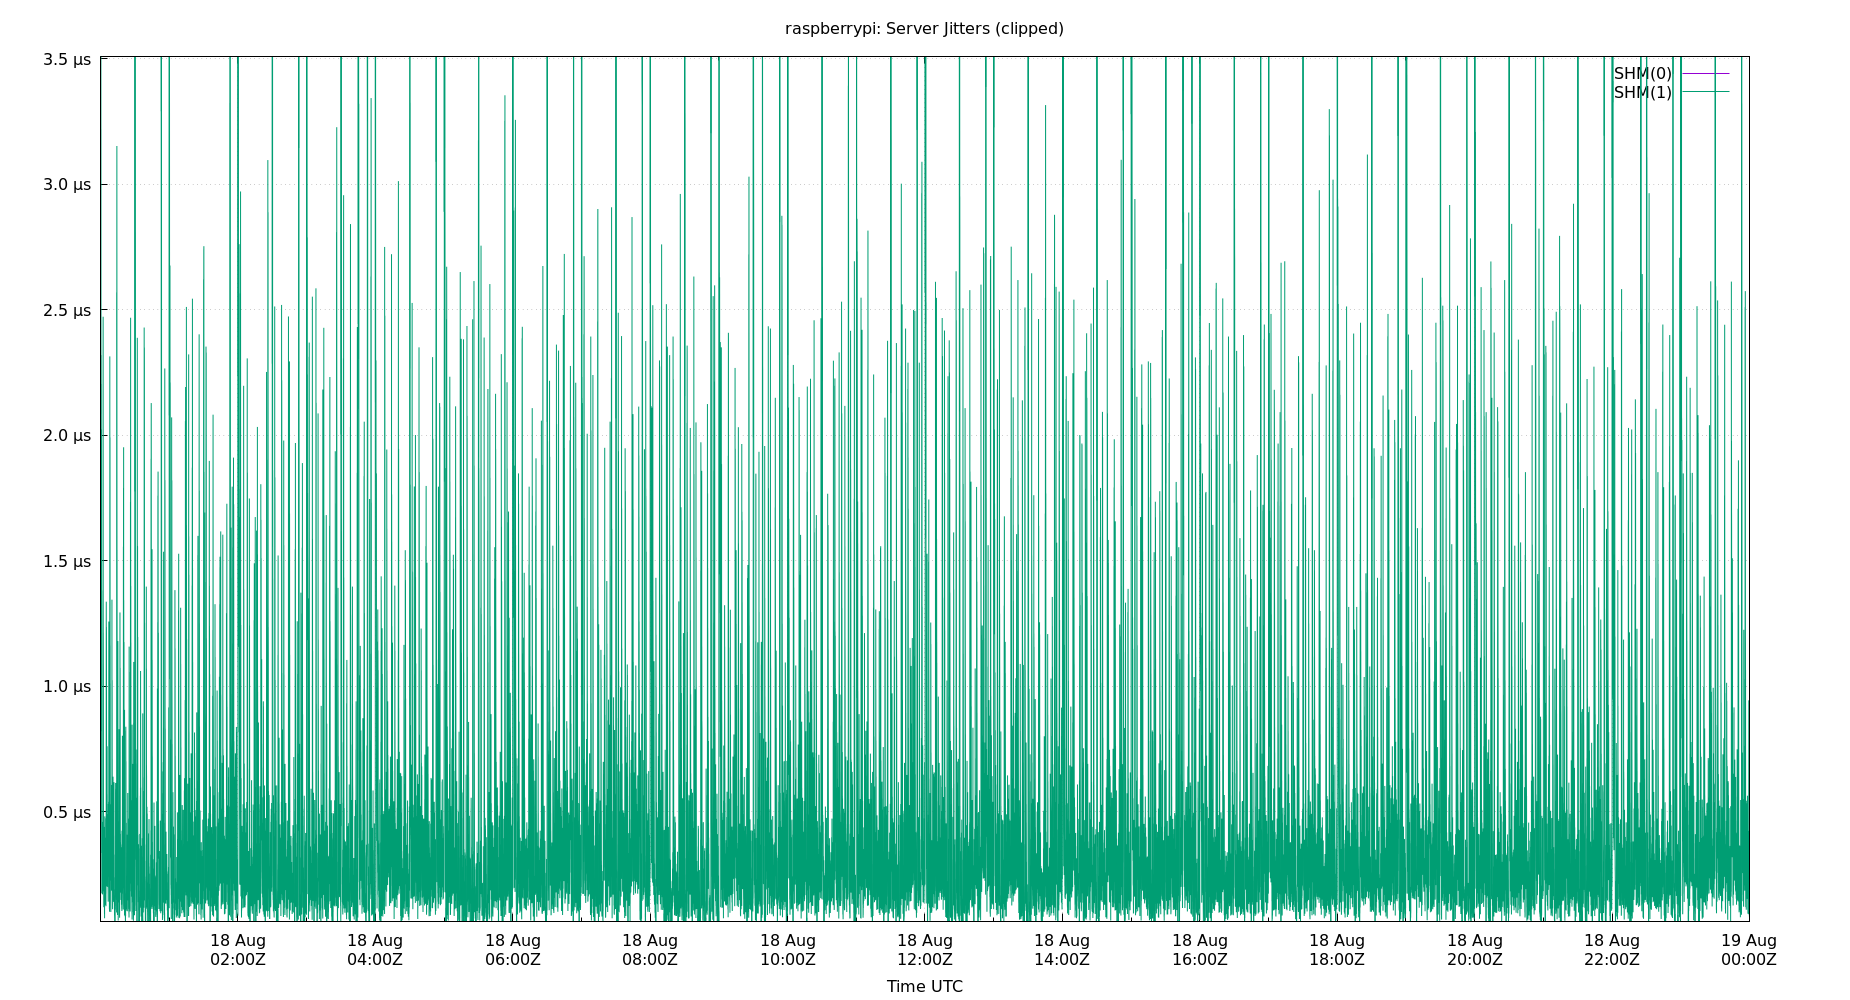 raspberrypi: Server Jitters (clipped)
3.5 µs
3.0 µs
2.5 µs
2.0 µs
1.5 µs
1.0 µs
0.5 µs
SHM(0)
SHM(1)
18 Aug 18 Aug 18 Aug 18 Aug 18 Aug 18 Aug 18 Aug 18 Aug 18 Aug 18 Aug 18 Aug 19 Aug
02:00Z 04:00Z 06:00Z 08:00Z 10:00Z 12:00Z 14:00Z 16:00Z 18:00Z 20:00Z 22:00Z 00:00Z
Time UTC